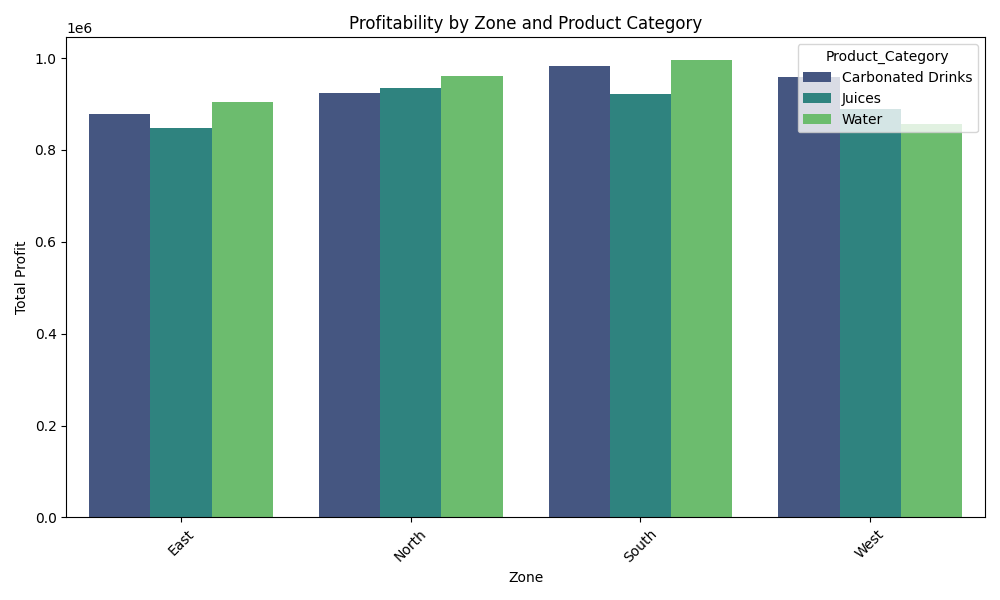 Profitability by Zone and Product Category
1e6
1.0
0.8
0.6
0.4
0.2
0.0
Total Profit
Product_Category
Carbonated Drinks
Juices
Water
East
North
South
West
Zone